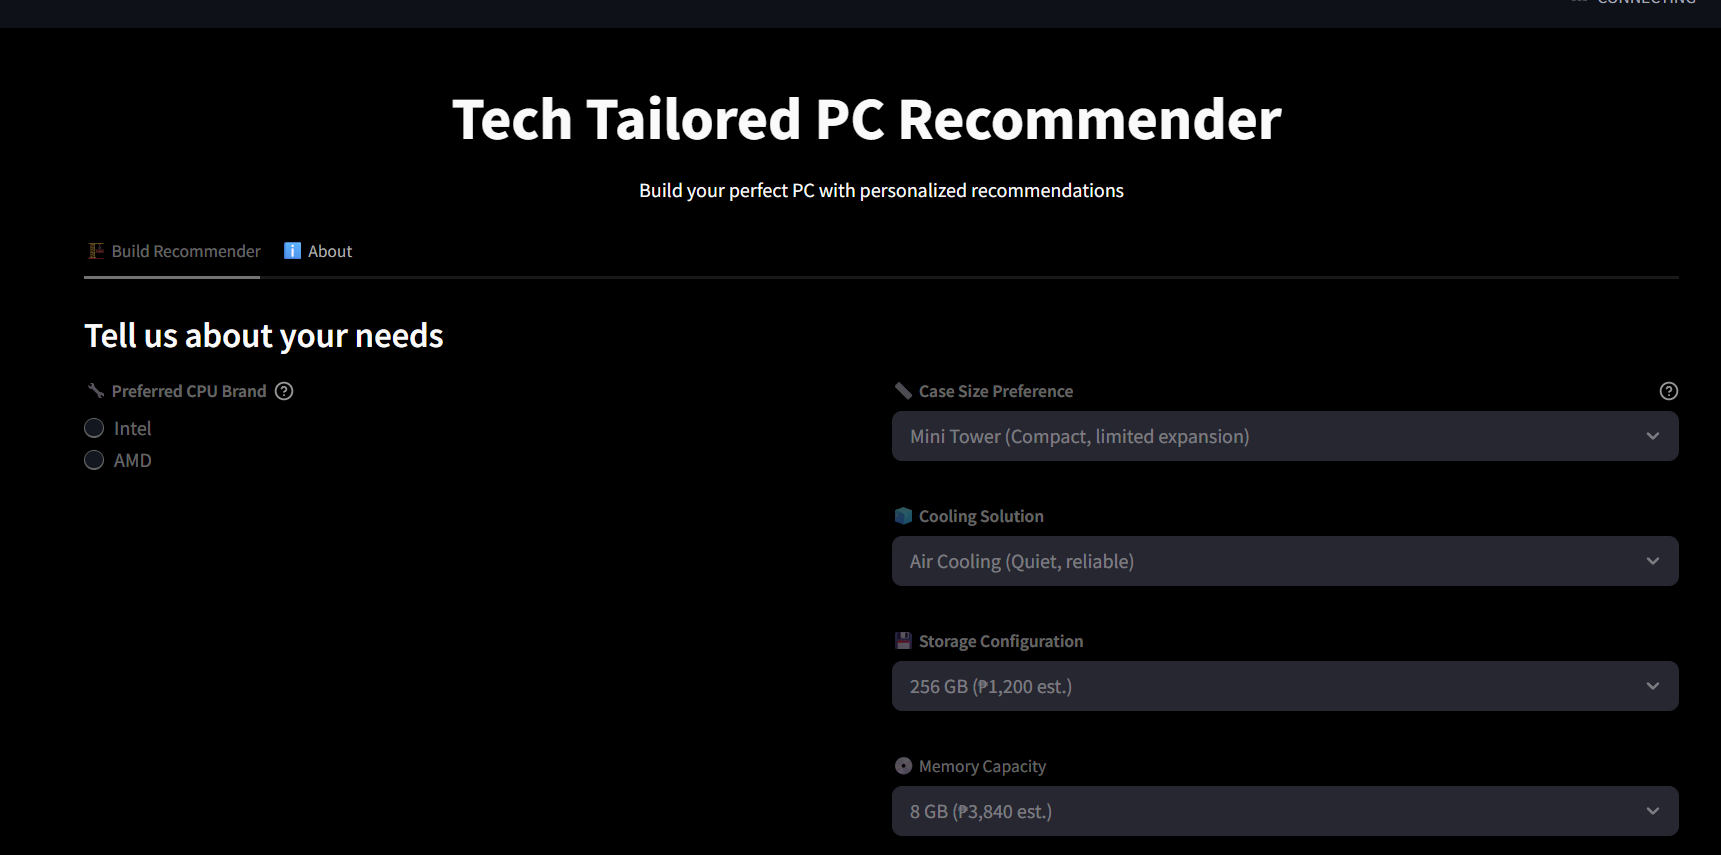 CONNECTING
Tech Tailored PC Recommender
Build your perfect PC with personalized recommendations
Build Recommender
About
Tell us about your needs
Preferred CPU Brand
Intel
AMD
Case Size Preference
Mini Tower (Compact, limited expansion)
Cooling Solution
Air Cooling (Quiet, reliable)
Storage Configuration
256 GB (₱1,200 est.)
Memory Capacity
8 GB (₱3,840 est.)